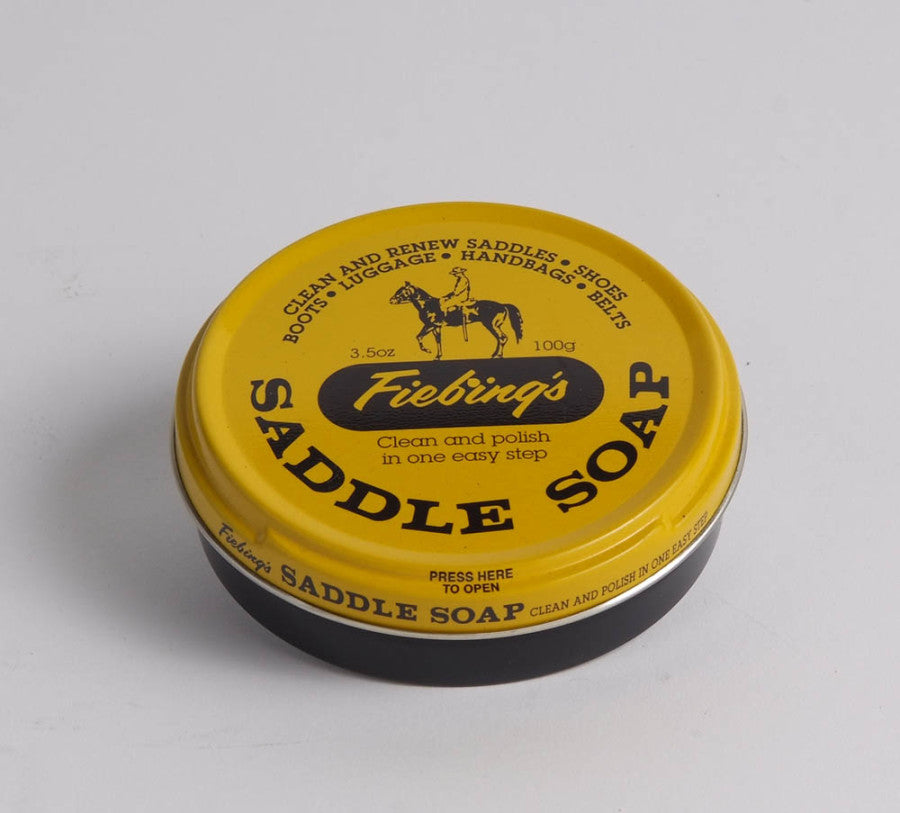 CLEAN AND RENEW SADDLES • SHOES
BOOTS • LUGGAGE • HANDBAGS • BELTS
3.5oz 100g
Fiebing's
Clean and polish
in one easy step
SADDLE SOAP
PRESS HERE
TO OPEN
Fiebing's SADDLE SOAP CLEAN AND POLISH IN ONE EASY STEP